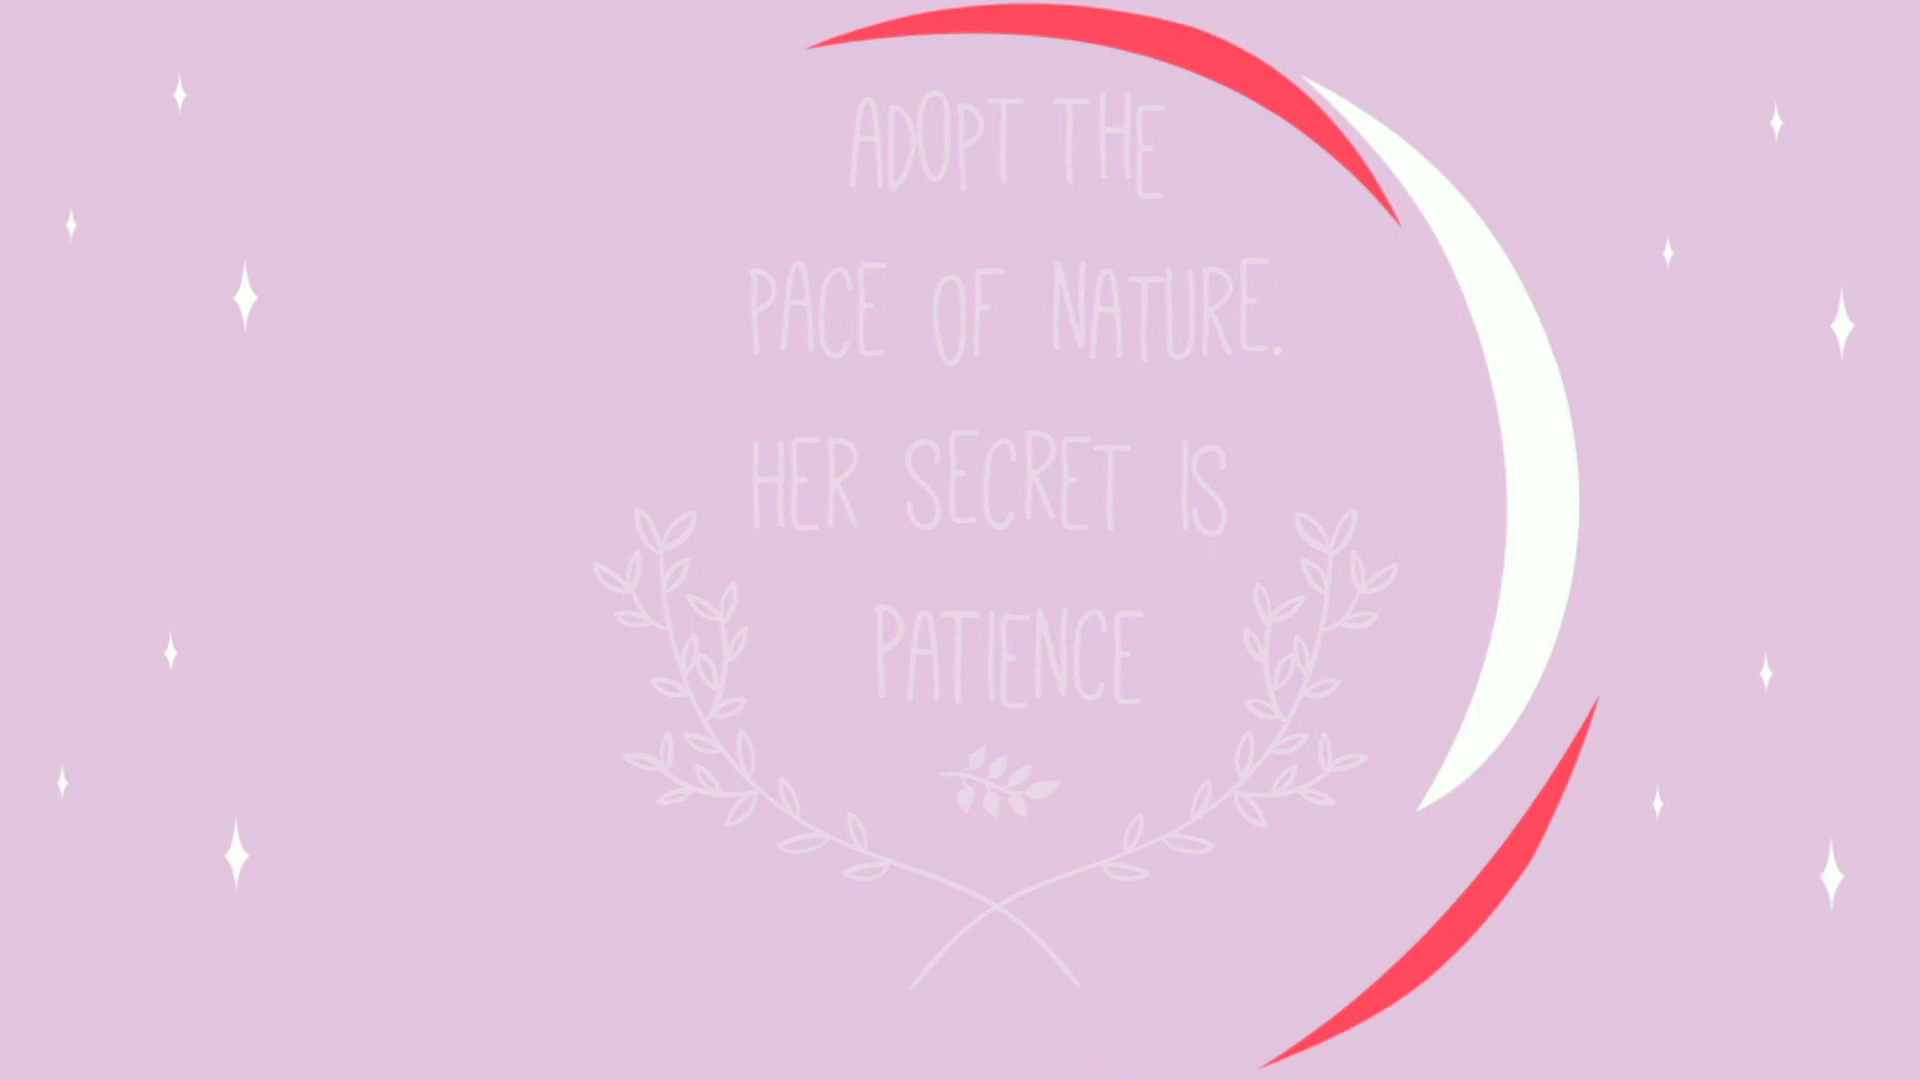 ADOPT THE
PACE OF NATURE.
HER SECRET IS
PATIENCE